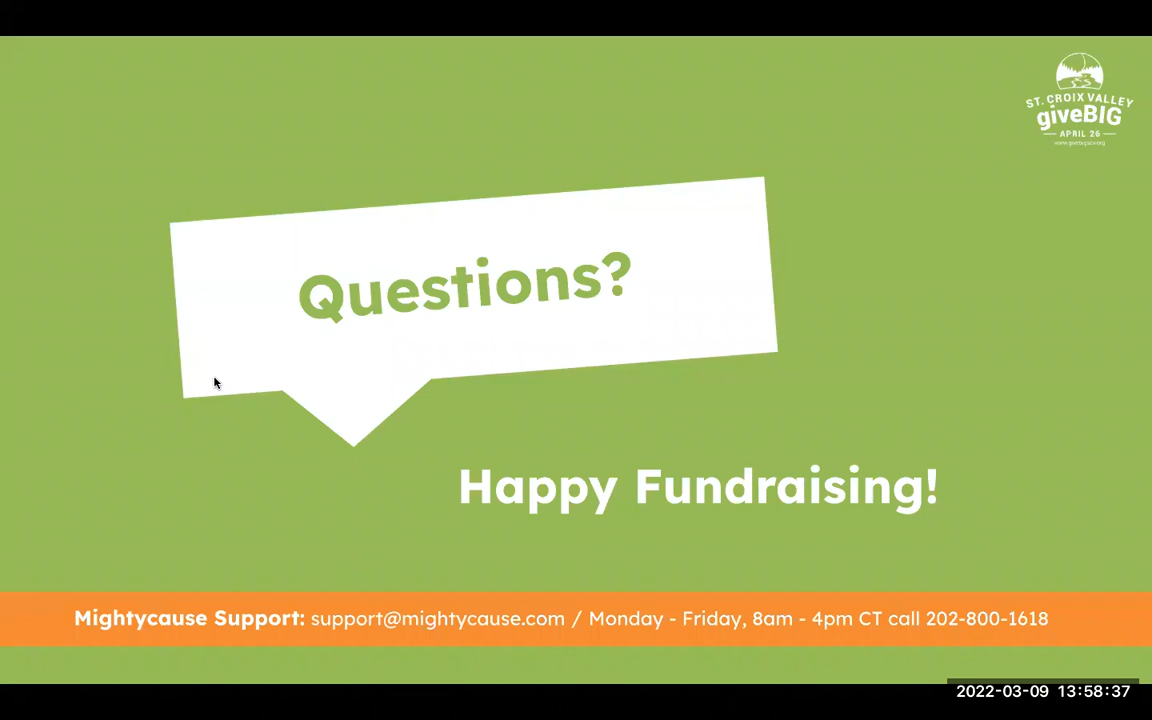 ST. CROIX VALLEY
giveBIG
APRIL 26
Questions?
Happy Fundraising!
Mightycause Support: support@mightycause.com / Monday - Friday, 8am - 4pm CT call 202-800-1618
2022-03-09 13:58:37